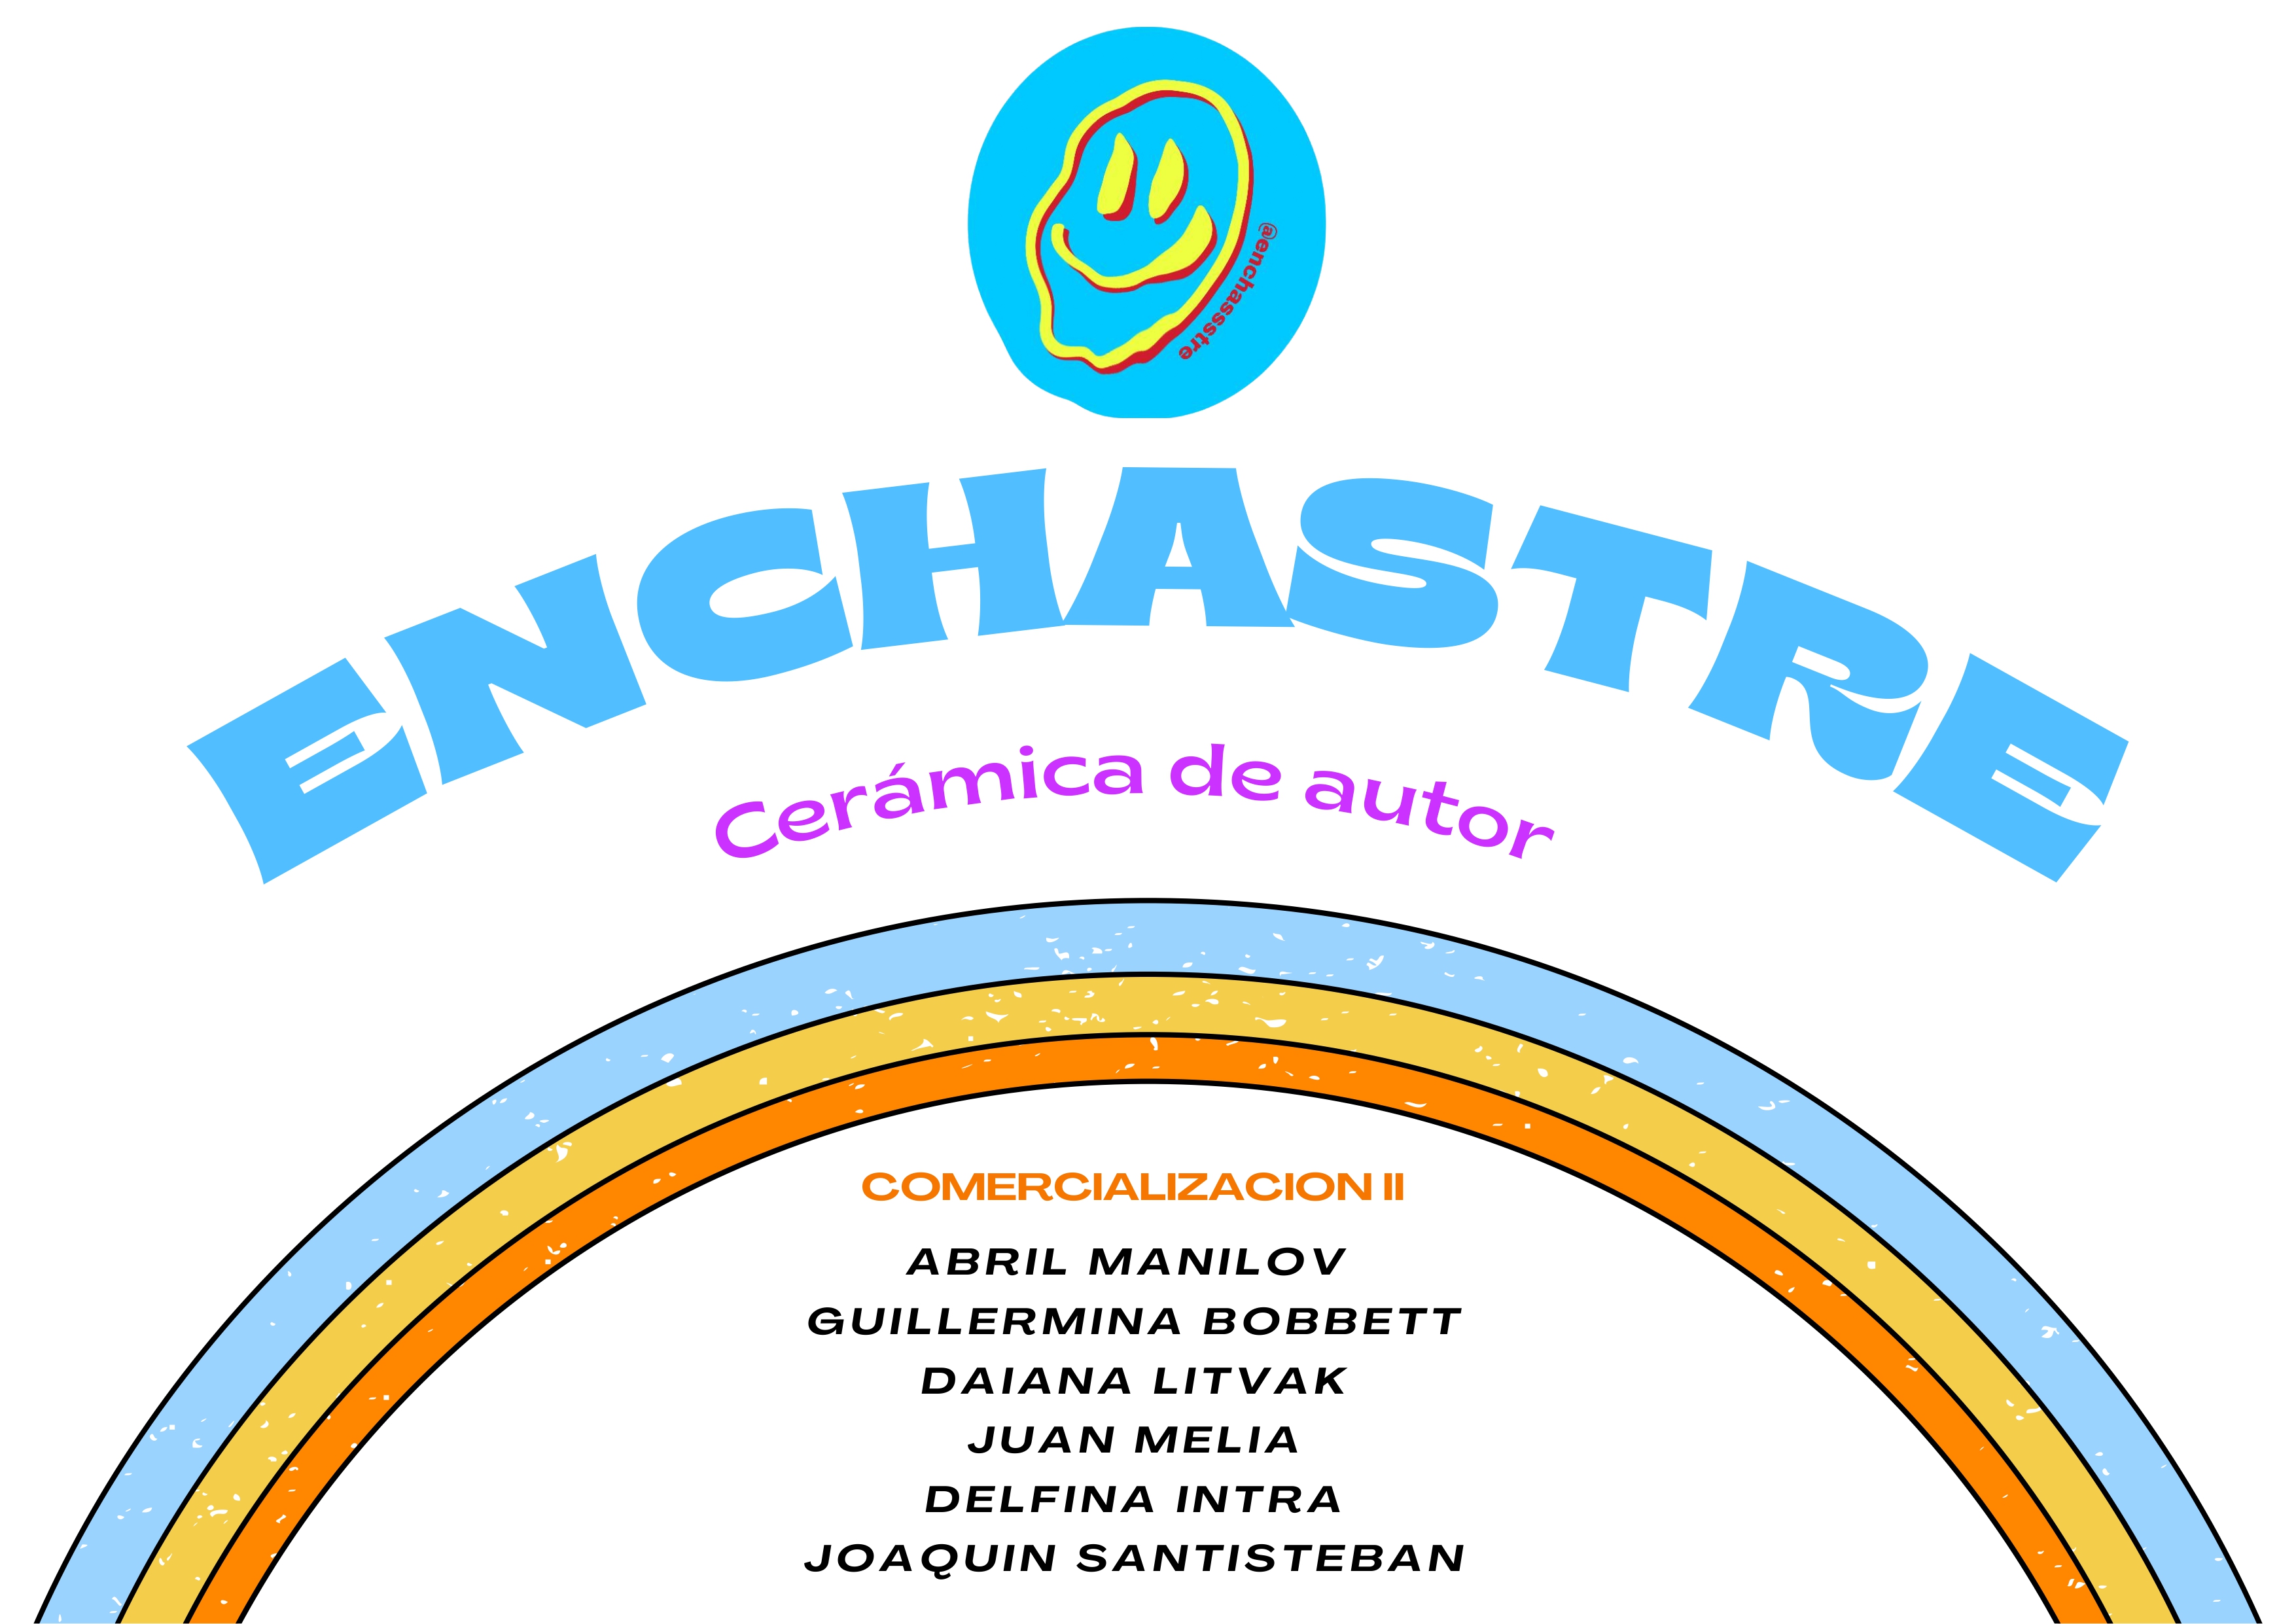 @enchasstre
ENCHASTRE
Cerámica de autor
COMERCIALIZACION II
ABRIL MANILOV
GUILLERMINA BOBBETT
DAIANA LITVAK
JUAN MELIA
DELFINA INTRA
JOAQUIN SANTISTEBAN